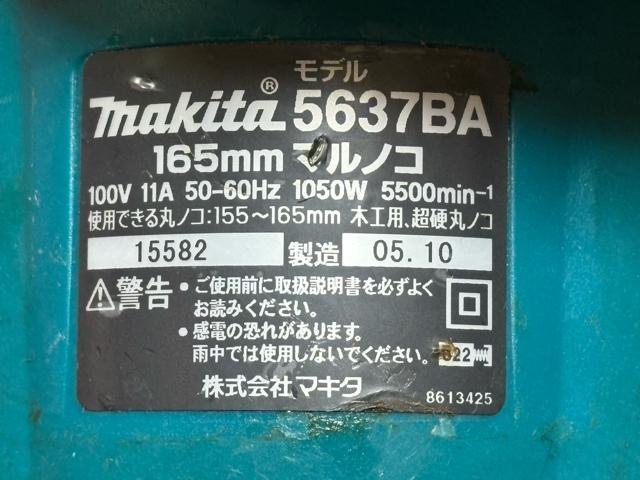 モデル
makita® 5637BA
165mm マルノコ
100V 11A 50-60Hz 1050W 5500min-1
使用できる丸ノコ:155～165mm 木工用、超硬丸ノコ
15582 製造 05.10
警告 • ご使用前に取扱説明書を必ずよく
お読みください。
• 感電の恐れがあります。
雨中では使用しないでください。
622
株式会社マキタ
8613425